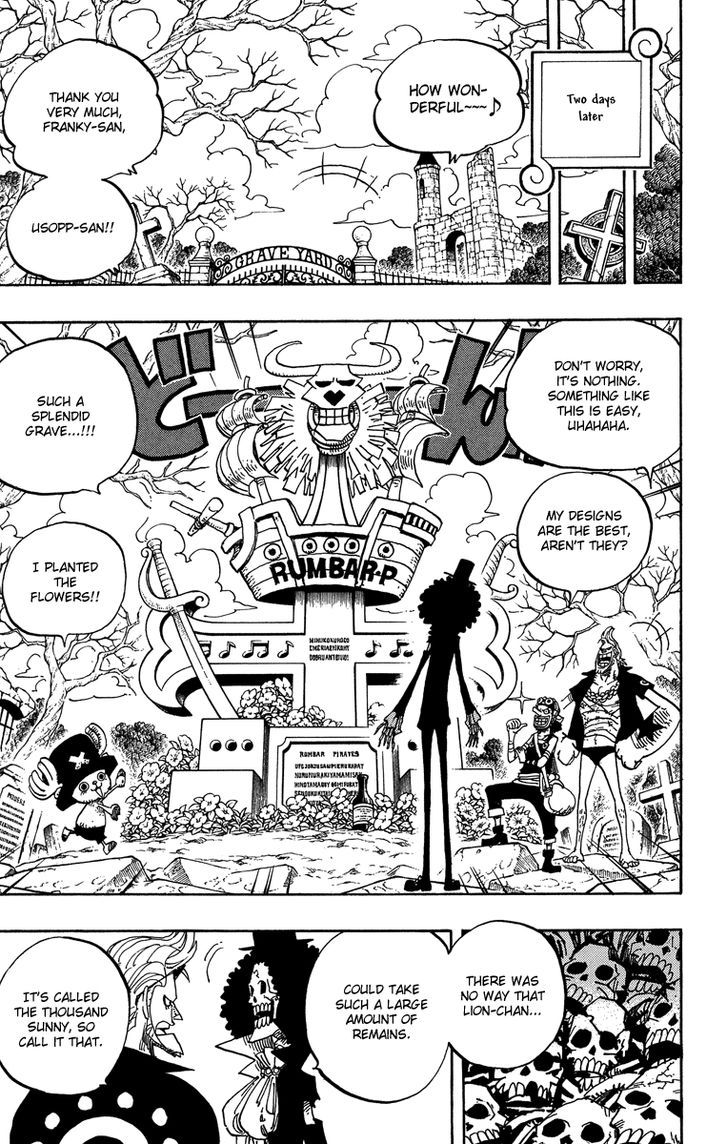 Two days
later
HOW WON-
DERFUL~~~♪
THANK YOU
VERY MUCH,
FRANKY-SAN,
USOPP-SAN!!
GRAVE YARD
DON'T WORRY,
IT'S NOTHING.
SOMETHING LIKE
THIS IS EASY,
UHAHAHA.
MY DESIGNS
ARE THE BEST,
AREN'T THEY?
SUCH A
SPLENDID
GRAVE...!!!
I PLANTED
THE
FLOWERS!!
どーん
RUMBAR·P
RUMBAR PIRATES
THERE WAS
NO WAY THAT
LION-CHAN...
COULD TAKE
SUCH A LARGE
AMOUNT OF
REMAINS.
IT'S CALLED
THE THOUSAND
SUNNY, SO
CALL IT THAT.